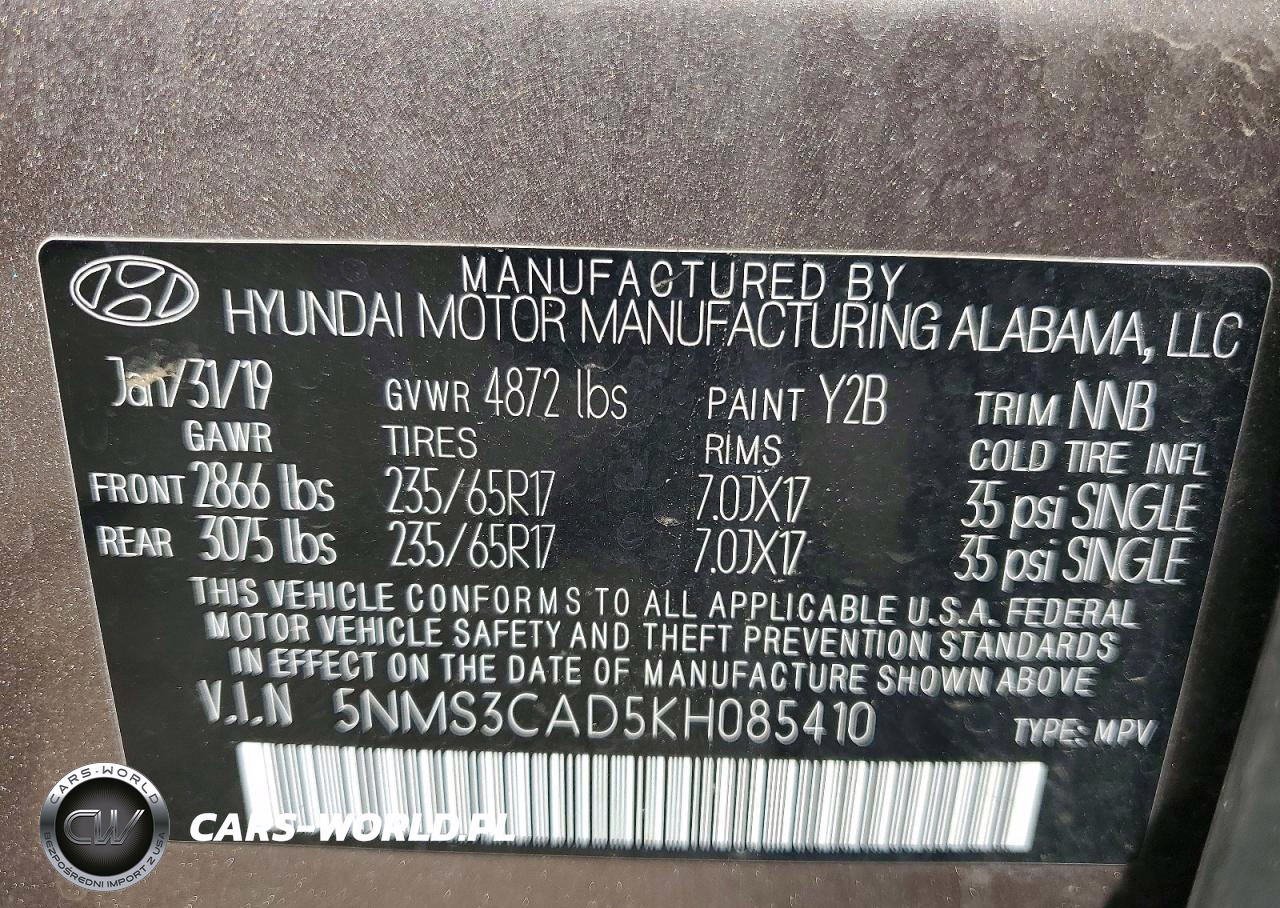 MANUFACTURED BY
HYUNDAI MOTOR MANUFACTURING ALABAMA, LLC
Jan/31/19 GVWR 4872 lbs PAINT Y2B TRIM NNB
GAWR TIRES RIMS COLD TIRE INFL
FRONT 2866 lbs 235/65R17 7.0JX17 35 psi SINGLE
REAR 3075 lbs 235/65R17 7.0JX17 35 psi SINGLE
THIS VEHICLE CONFORMS TO ALL APPLICABLE U.S.A. FEDERAL
MOTOR VEHICLE SAFETY AND THEFT PREVENTION STANDARDS
IN EFFECT ON THE DATE OF MANUFACTURE SHOWN ABOVE
V.I.N 5NMS3CAD5KH085410 TYPE: MPV
CARS-WORLD
CW
BEZPOŚREDNI IMPORT Z USA
CARS-WORLD.PL